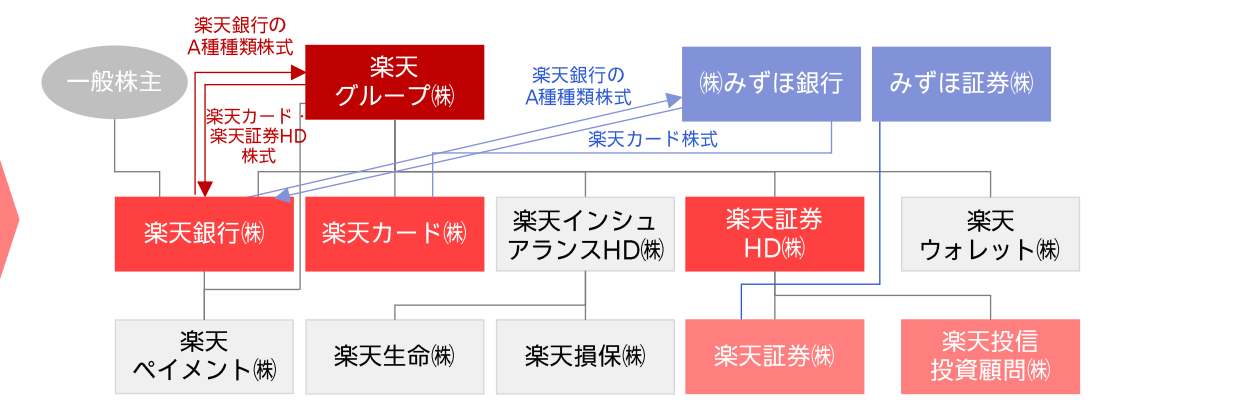 楽天銀行の
A種種類株式
一般株主
楽天
グループ㈱
楽天カード・
楽天証券HD
株式
楽天銀行の
A種種類株式
㈱みずほ銀行
みずほ証券㈱
楽天カード株式
楽天銀行㈱
楽天カード㈱
楽天インシュ
アランスHD㈱
楽天証券
HD㈱
楽天
ウォレット㈱
楽天
ペイメント㈱
楽天生命㈱
楽天損保㈱
楽天証券㈱
楽天投信
投資顧問㈱